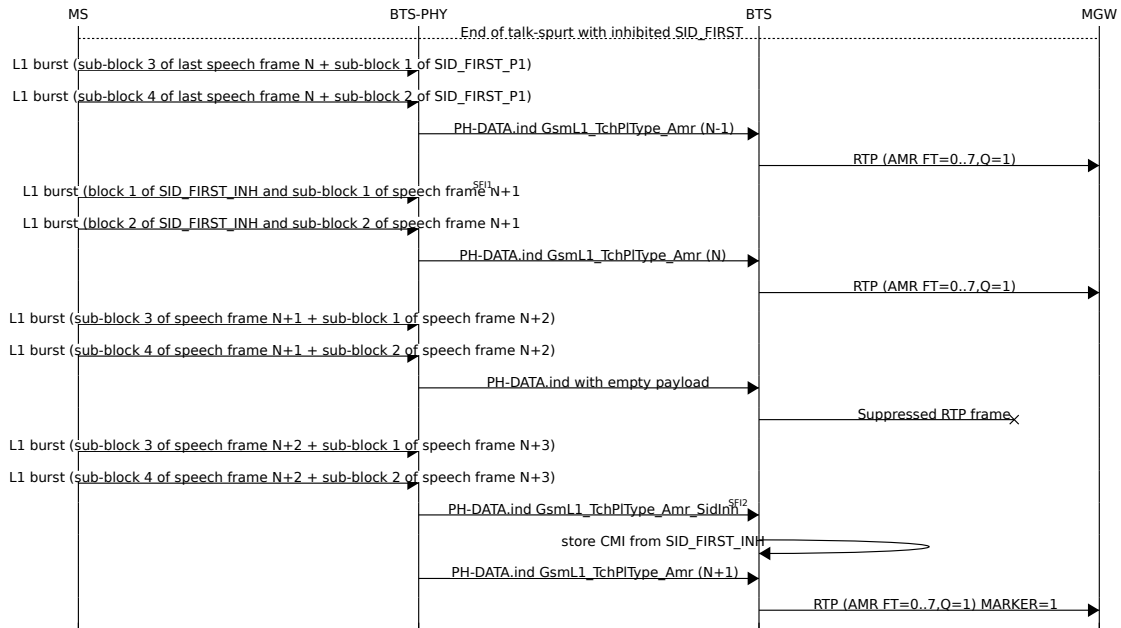 MS BTS-PHY BTS MGW
End of talk-spurt with inhibited SID_FIRST
L1 burst (sub-block 3 of last speech frame N + sub-block 1 of SID_FIRST_P1)
L1 burst (sub-block 4 of last speech frame N + sub-block 2 of SID_FIRST_P1)
PH-DATA.ind GsmL1_TchPlType_Amr (N-1)
RTP (AMR FT=0..7,Q=1)
L1 burst (block 1 of SID_FIRST_INH and sub-block 1 of speech frame N+1 SFI1
L1 burst (block 2 of SID_FIRST_INH and sub-block 2 of speech frame N+1
PH-DATA.ind GsmL1_TchPlType_Amr (N)
RTP (AMR FT=0..7,Q=1)
L1 burst (sub-block 3 of speech frame N+1 + sub-block 1 of speech frame N+2)
L1 burst (sub-block 4 of speech frame N+1 + sub-block 2 of speech frame N+2)
PH-DATA.ind with empty payload
Suppressed RTP frame
L1 burst (sub-block 3 of speech frame N+2 + sub-block 1 of speech frame N+3)
L1 burst (sub-block 4 of speech frame N+2 + sub-block 2 of speech frame N+3)
PH-DATA.ind GsmL1_TchPlType_Amr_SidInh SFI2
store CMI from SID_FIRST_INH
PH-DATA.ind GsmL1_TchPlType_Amr (N+1)
RTP (AMR FT=0..7,Q=1) MARKER=1